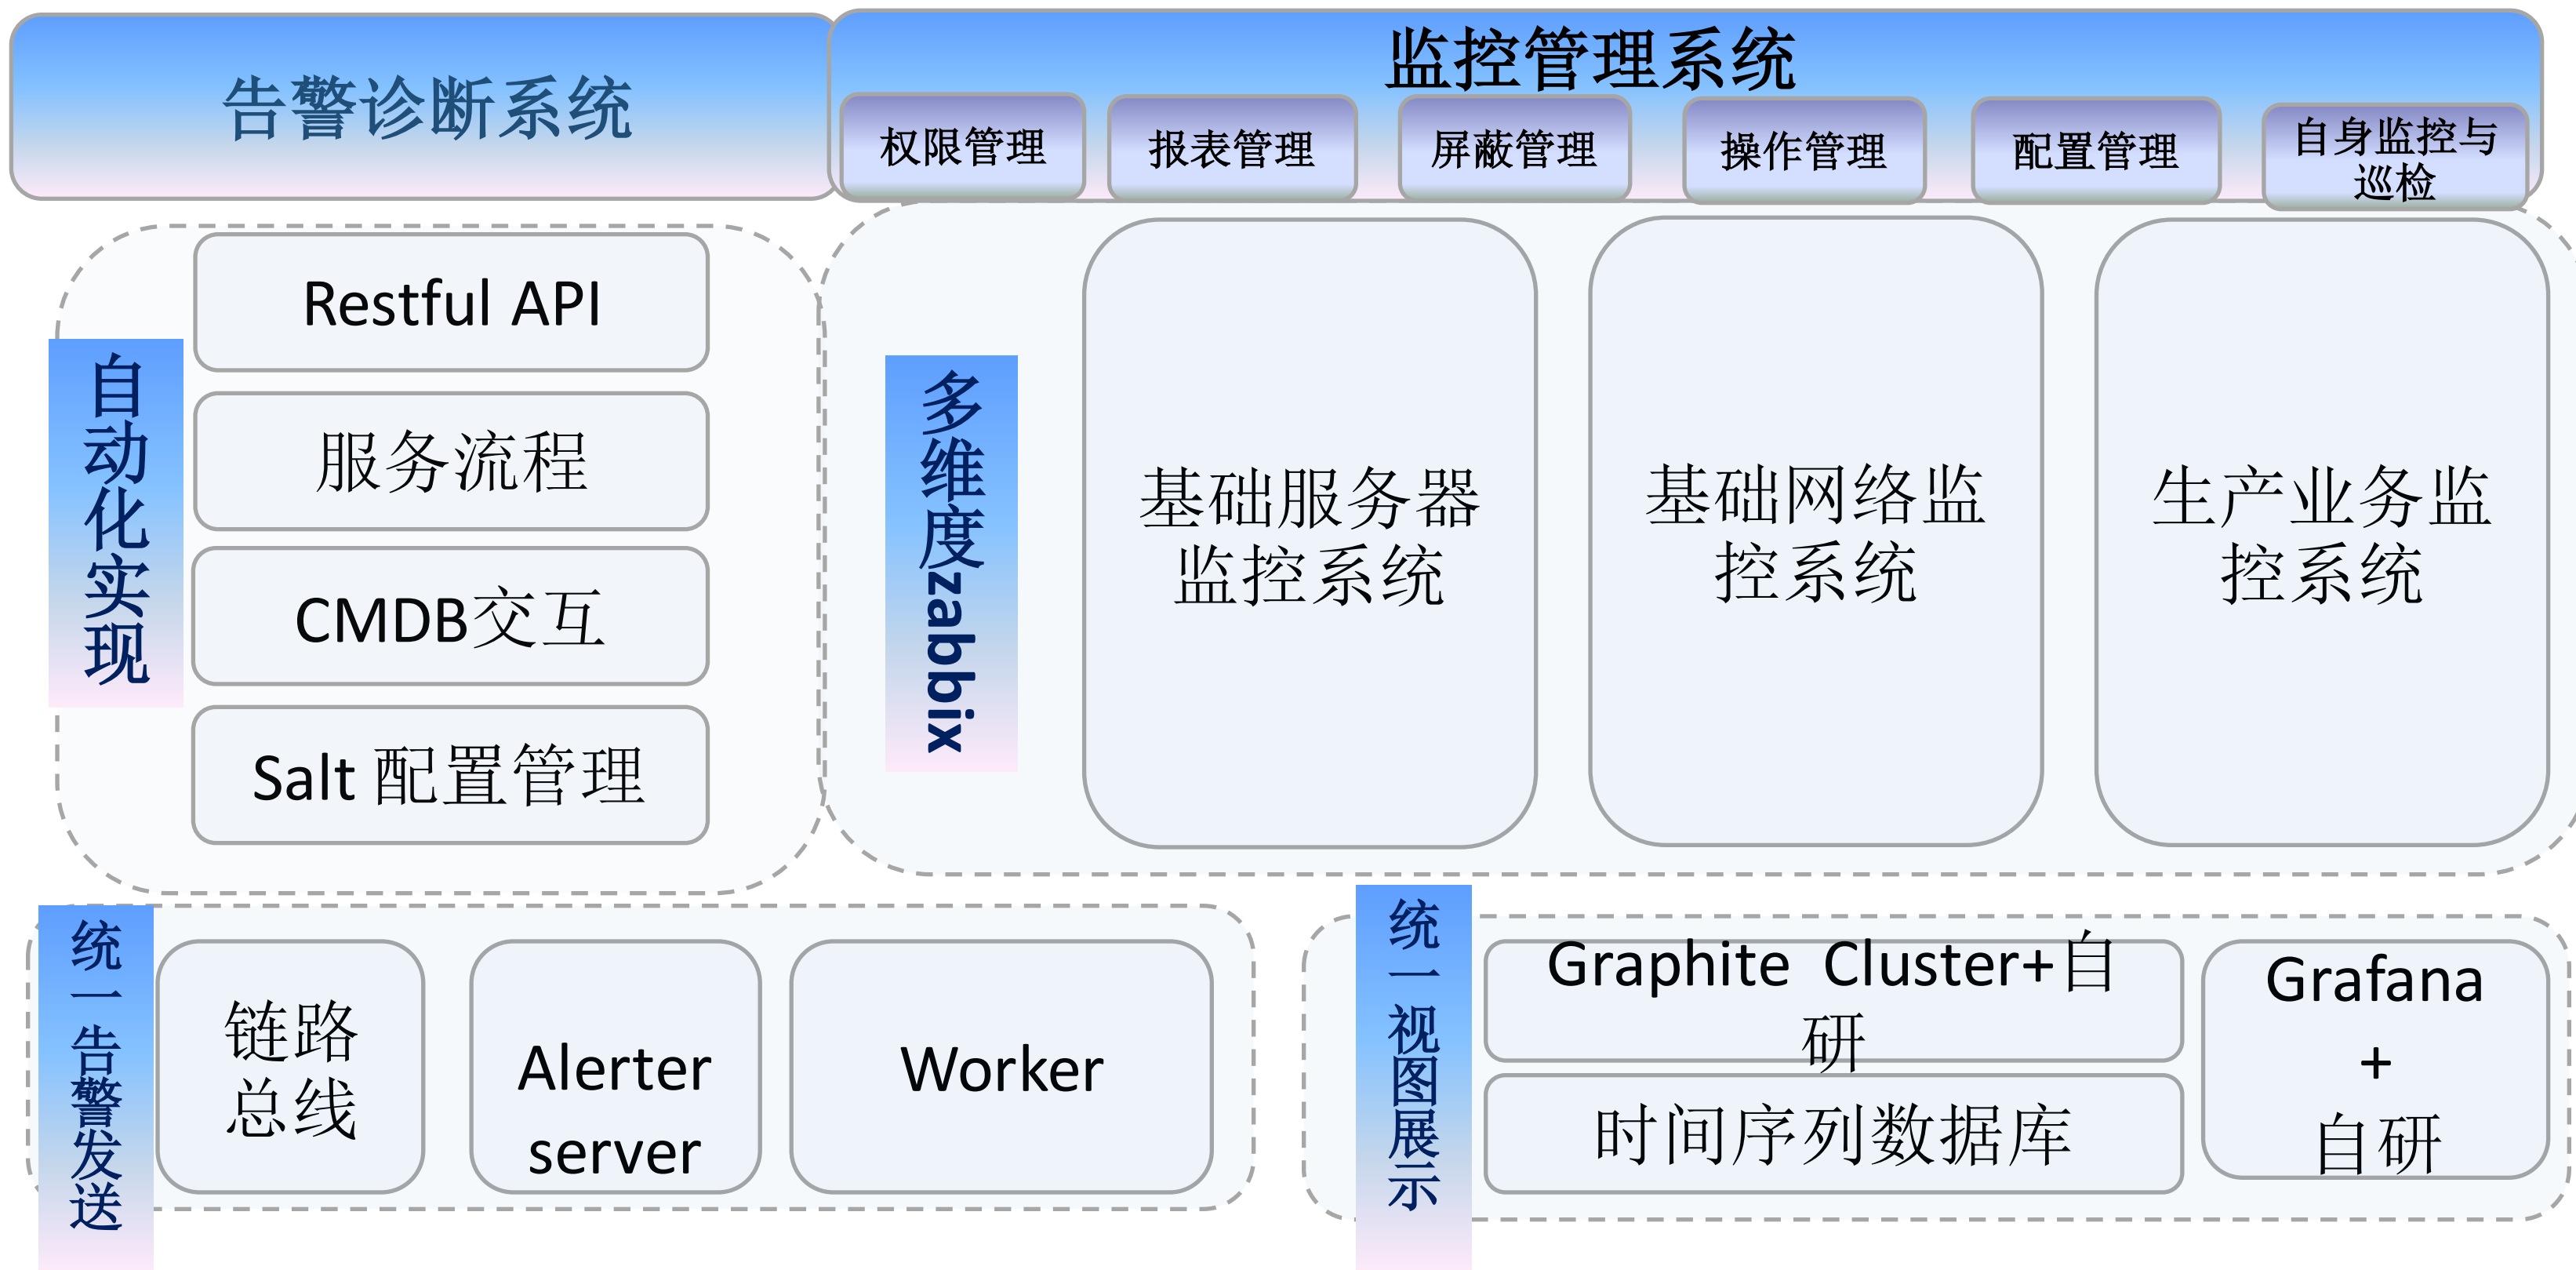 告警诊断系统
监控管理系统
权限管理
报表管理
屏蔽管理
操作管理
配置管理
自身监控与
巡检
自动化实现
Restful API
服务流程
CMDB交互
Salt 配置管理
多维度zabbix
基础服务器
监控系统
基础网络监
控系统
生产业务监
控系统
统一告警发送
链路
总线
Alerter
server
Worker
统一视图展示
Graphite Cluster+自
研
时间序列数据库
Grafana
+
自研